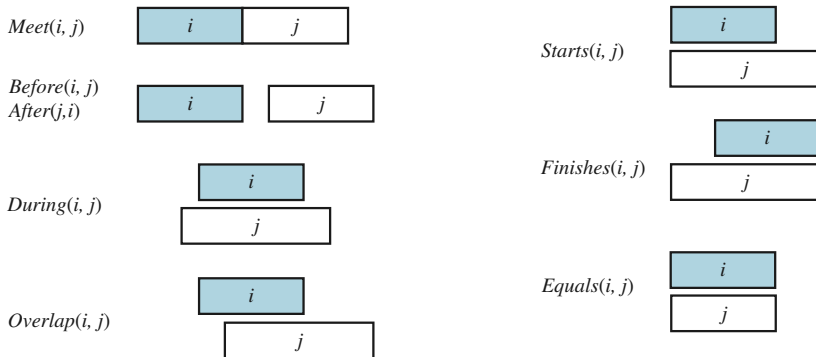 Meet(i, j)
i
j
Before(i, j)
After(j,i)
i
j
During(i, j)
i
j
Overlap(i, j)
i
j
Starts(i, j)
i
j
Finishes(i, j)
i
j
Equals(i, j)
i
j